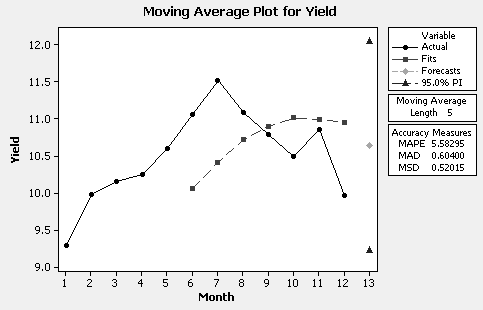 Moving Average Plot for Yield
12.0
11.5
11.0
10.5
10.0
9.5
9.0
Yield
1 2 3 4 5 6 7 8 9 10 11 12 13
Month
Variable
Actual
Fits
Forecasts
95.0% PI
Moving Average
Length 5
Accuracy Measures
MAPE 5.58295
MAD 0.60400
MSD 0.52015